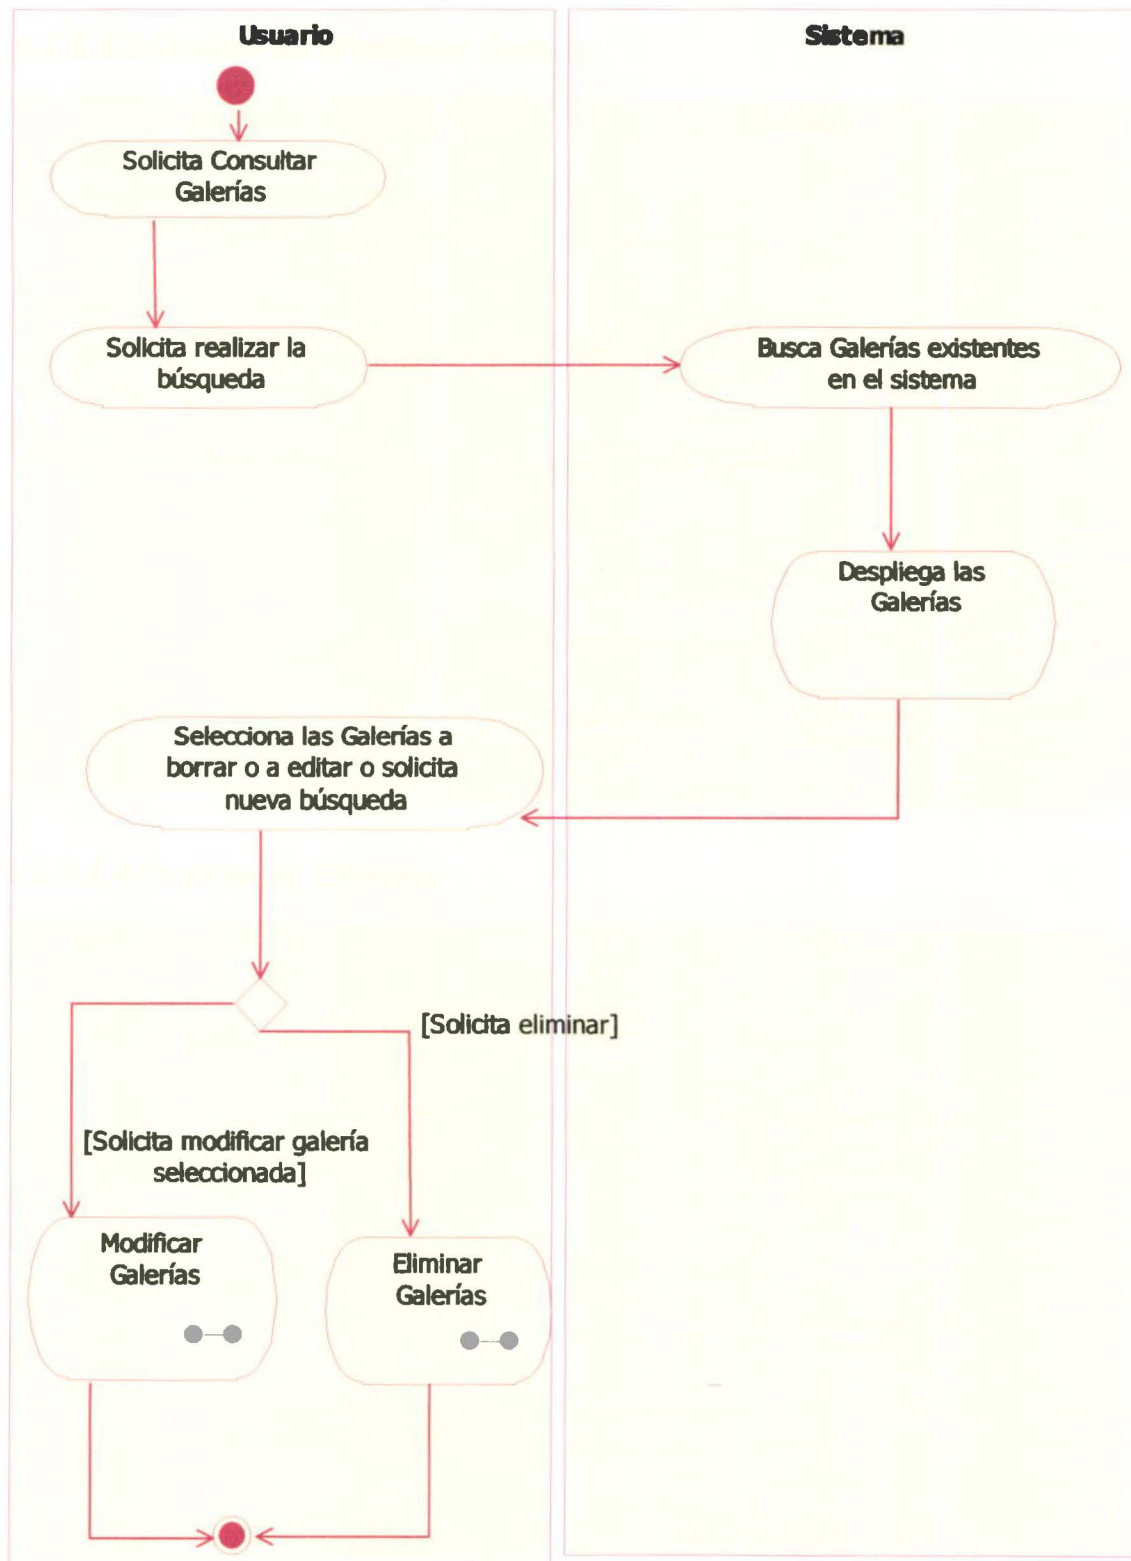 Usuario
Sistema
Solicita Consultar
Galerías
Solicita realizar la
búsqueda
Busca Galerías existentes
en el sistema
Despliega las
Galerías
Selecciona las Galerías a
borrar o a editar o solicita
nueva búsqueda
[Solicita eliminar]
[Solicita modificar galería
seleccionada]
Modificar
Galerías
Eliminar
Galerías